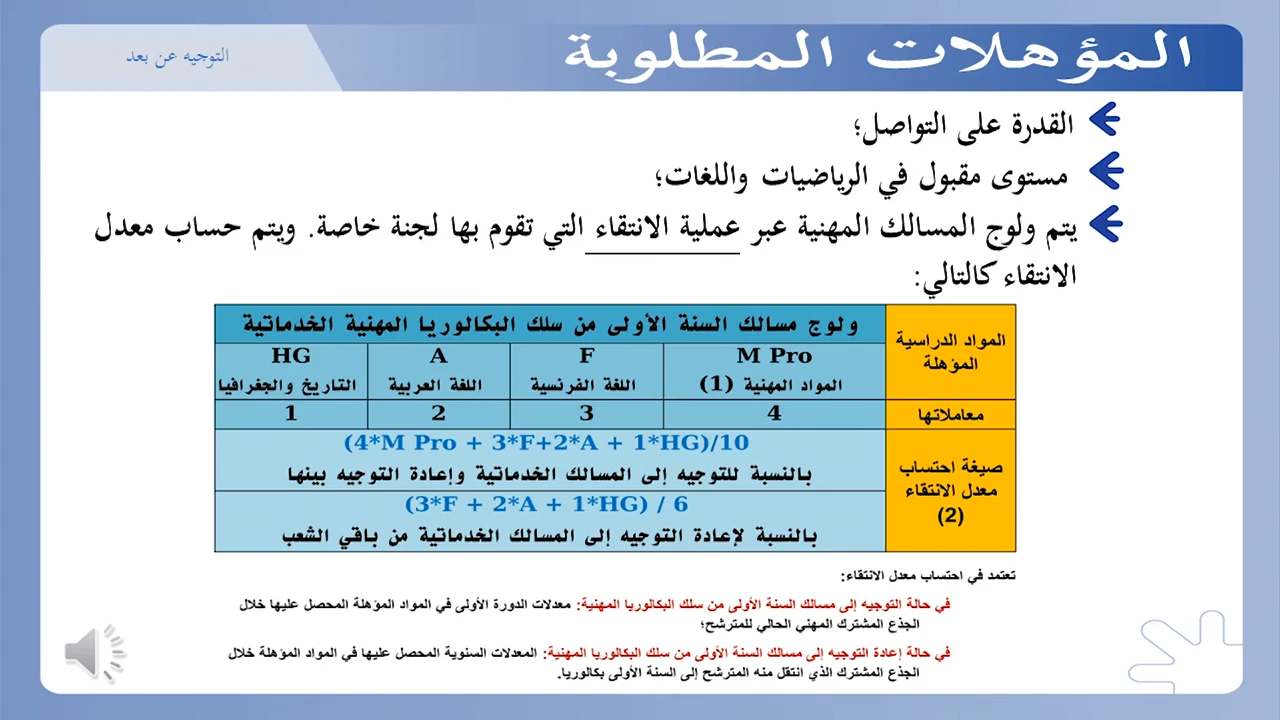 المؤهلات المطلوبة
التوجيه عن بعد
القدرة على التواصل؛
مستوى مقبول في الرياضيات واللغات؛
يتم ولوج المسالك المهنية عبر عملية الانتقاء التي تقوم بها لجنة خاصة. ويتم حساب معدل
الانتقاء كالتالي:
المواد الدراسية
المؤهلة
ولوج مسالك السنة الأولى من سلك البكالوريا المهنية الخدماتية
M Pro
المواد المهنية (1)
F
اللغة الفرنسية
A
اللغة العربية
HG
التاريخ والجغرافيا
معاملاتها
4
3
2
1
صيغة احتساب
معدل الانتقاء
(2)
(4*M Pro + 3*F+2*A + 1*HG)/10
بالنسبة للتوجيه إلى المسالك الخدماتية وإعادة التوجيه بينها
(3*F + 2*A + 1*HG) / 6
بالنسبة لإعادة التوجيه إلى المسالك الخدماتية من باقي الشعب
تعتمد في احتساب معدل الانتقاء:
في حالة التوجيه إلى مسالك السنة الأولى من سلك البكالوريا المهنية: معدلات الدورة الأولى في المواد المؤهلة المحصل عليها خلال
الجذع المشترك المهني الحالي للمترشح؛
في حالة إعادة التوجيه إلى مسالك السنة الأولى من سلك البكالوريا المهنية: المعدلات السنوية المحصل عليها في المواد المؤهلة خلال
الجذع المشترك الذي انتقل منه المترشح إلى السنة الأولى بكالوريا.